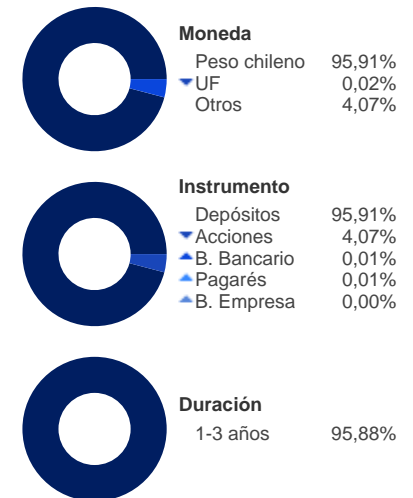 Moneda
Peso chileno 95,91%
UF 0,02%
Otros 4,07%
Instrumento
Depósitos 95,91%
Acciones 4,07%
B. Bancario 0,01%
Pagarés 0,01%
B. Empresa 0,00%
Duración
1-3 años 95,88%